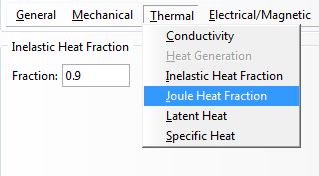 General Mechanical Thermal Electrical/Magnetic
Inelastic Heat Fraction
Fraction: 0.9
Conductivity
Heat Generation
Inelastic Heat Fraction
Joule Heat Fraction
Latent Heat
Specific Heat